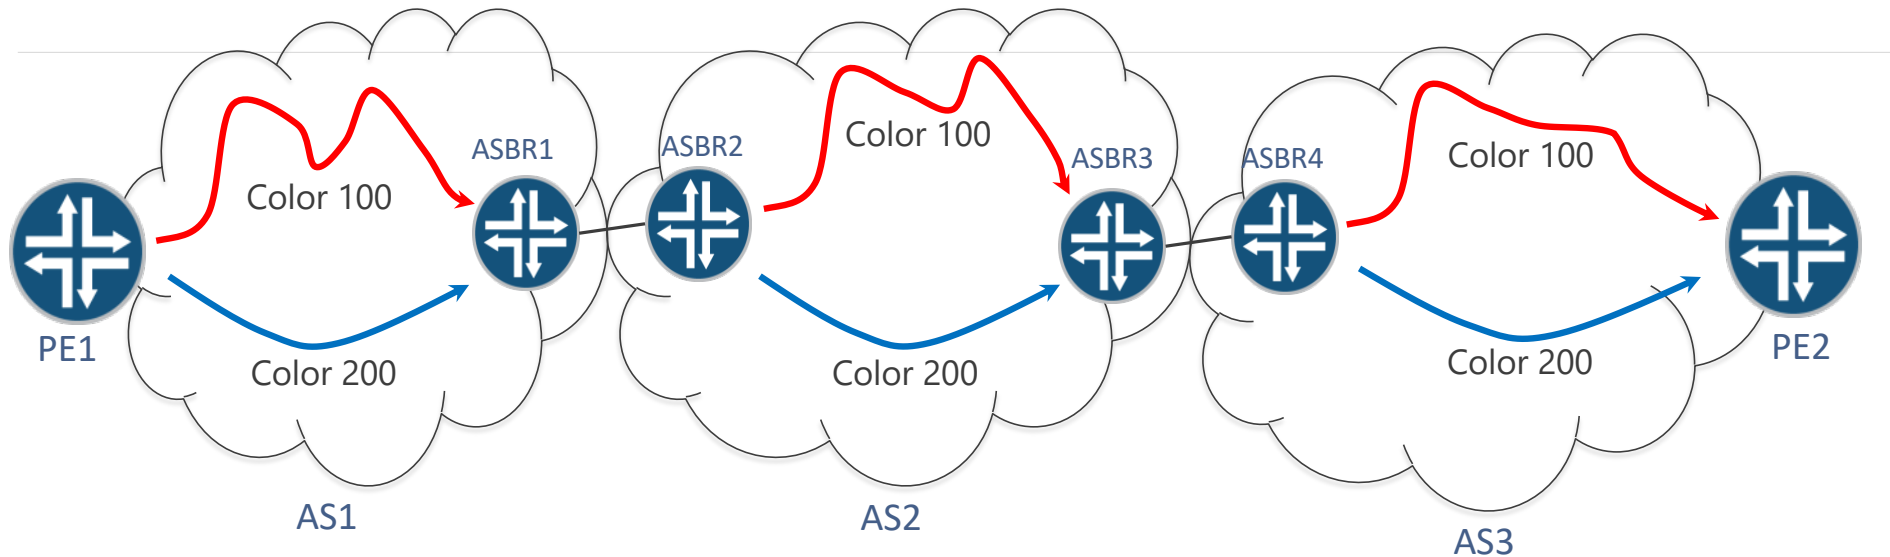 ASBR1
ASBR2
Color 100
ASBR3
ASBR4
Color 100
Color 100
PE1
PE2
Color 200
Color 200
Color 200
AS1
AS2
AS3